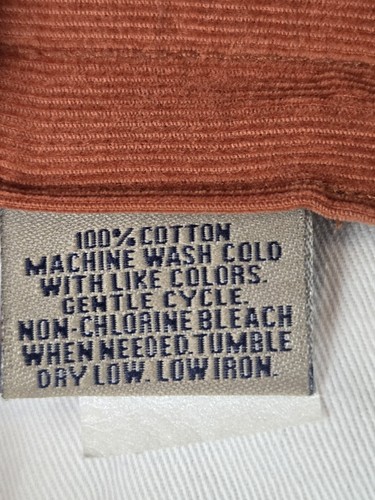 100% COTTON
MACHINE WASH COLD
WITH LIKE COLORS.
GENTLE CYCLE.
NON-CHLORINE BLEACH
WHEN NEEDED. TUMBLE
DRY LOW. LOW IRON.